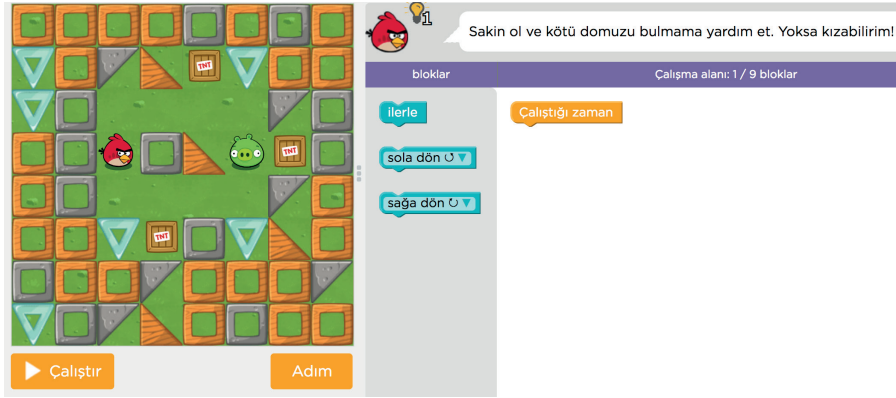 1
Sakin ol ve kötü domuzu bulmama yardım et. Yoksa kızabilirim!
bloklar
Çalışma alanı: 1 / 9 bloklar
TNT
ilerle
Çalıştığı zaman
TNT
sola dön
sağa dön
TNT
Çalıştır
Adım